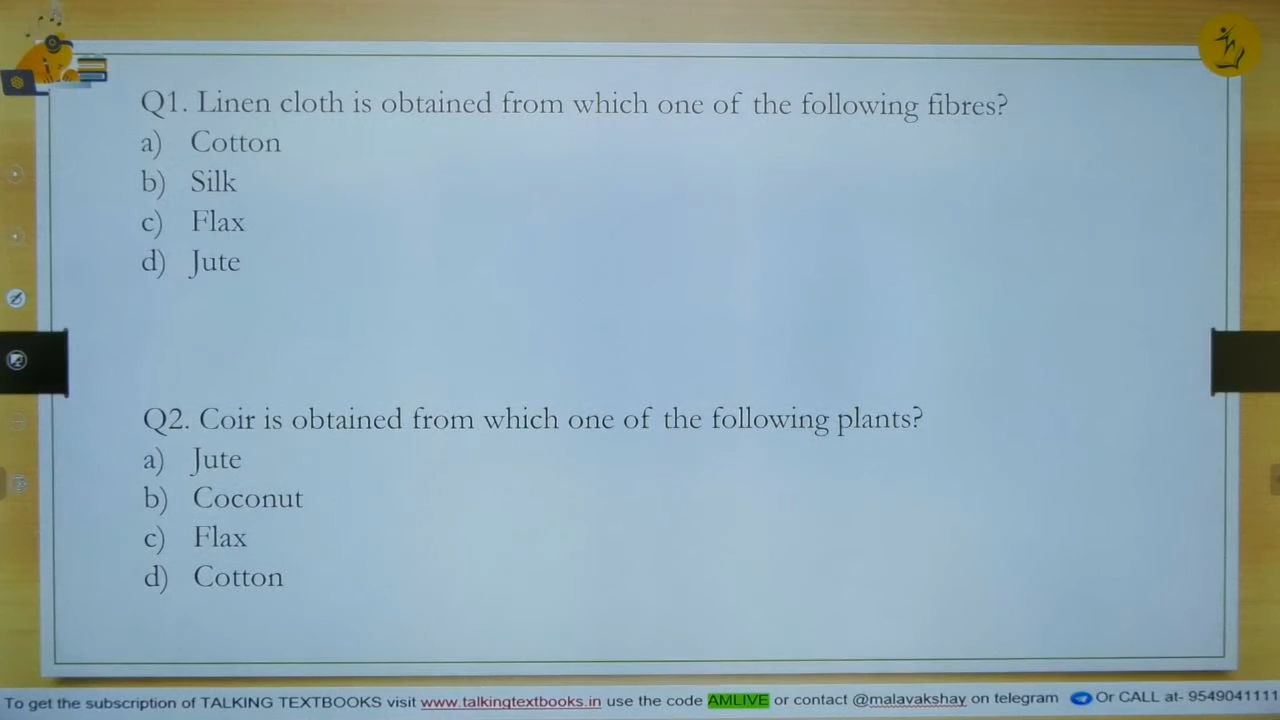 Q1. Linen cloth is obtained from which one of the following fibres?
a) Cotton
b) Silk
c) Flax
d) Jute
Q2. Coir is obtained from which one of the following plants?
a) Jute
b) Coconut
c) Flax
d) Cotton
To get the subscription of TALKING TEXTBOOKS visit www.talkingtextbooks.in use the code AMLIVE or contact @malavakshay on telegram Or CALL at- 9549041111